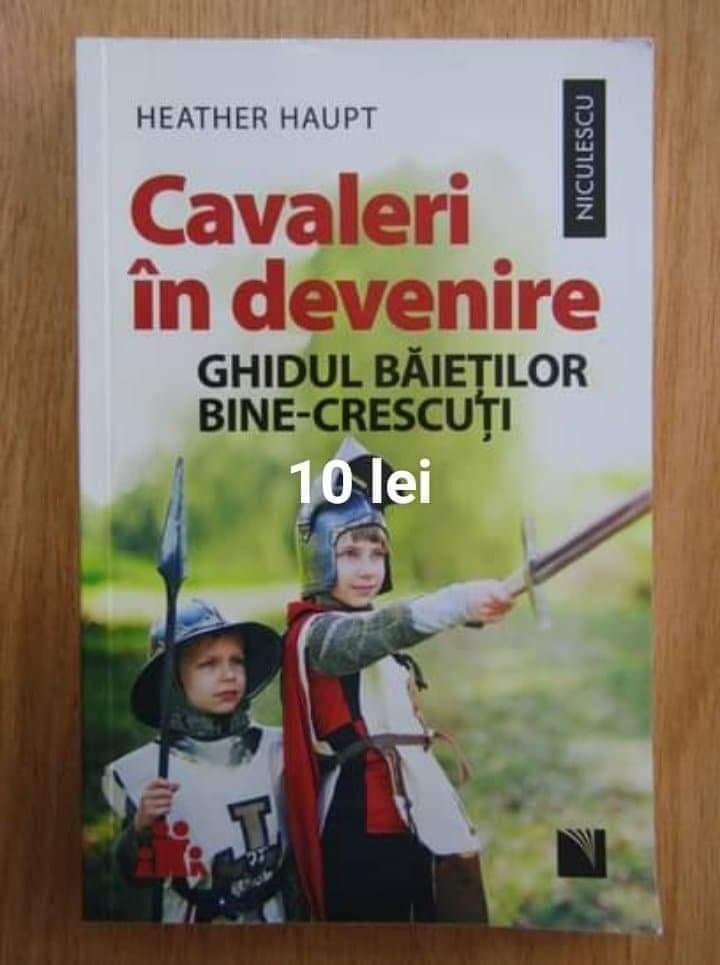 HEATHER HAUPT
NICULESCU
Cavaleri
în devenire
GHIDUL BĂIEȚILOR
BINE-CRESCUȚI
10 lei